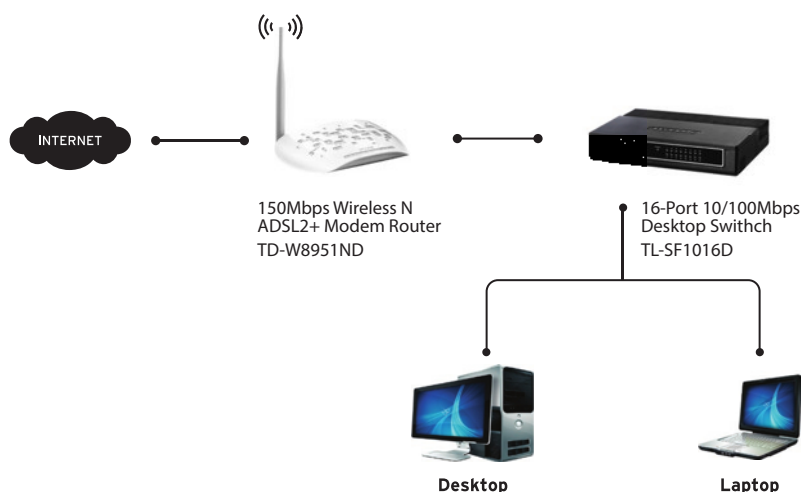 INTERNET
150Mbps Wireless N
ADSL2+ Modem Router
TD-W8951ND
16-Port 10/100Mbps
Desktop Swithch
TL-SF1016D
Desktop
Laptop